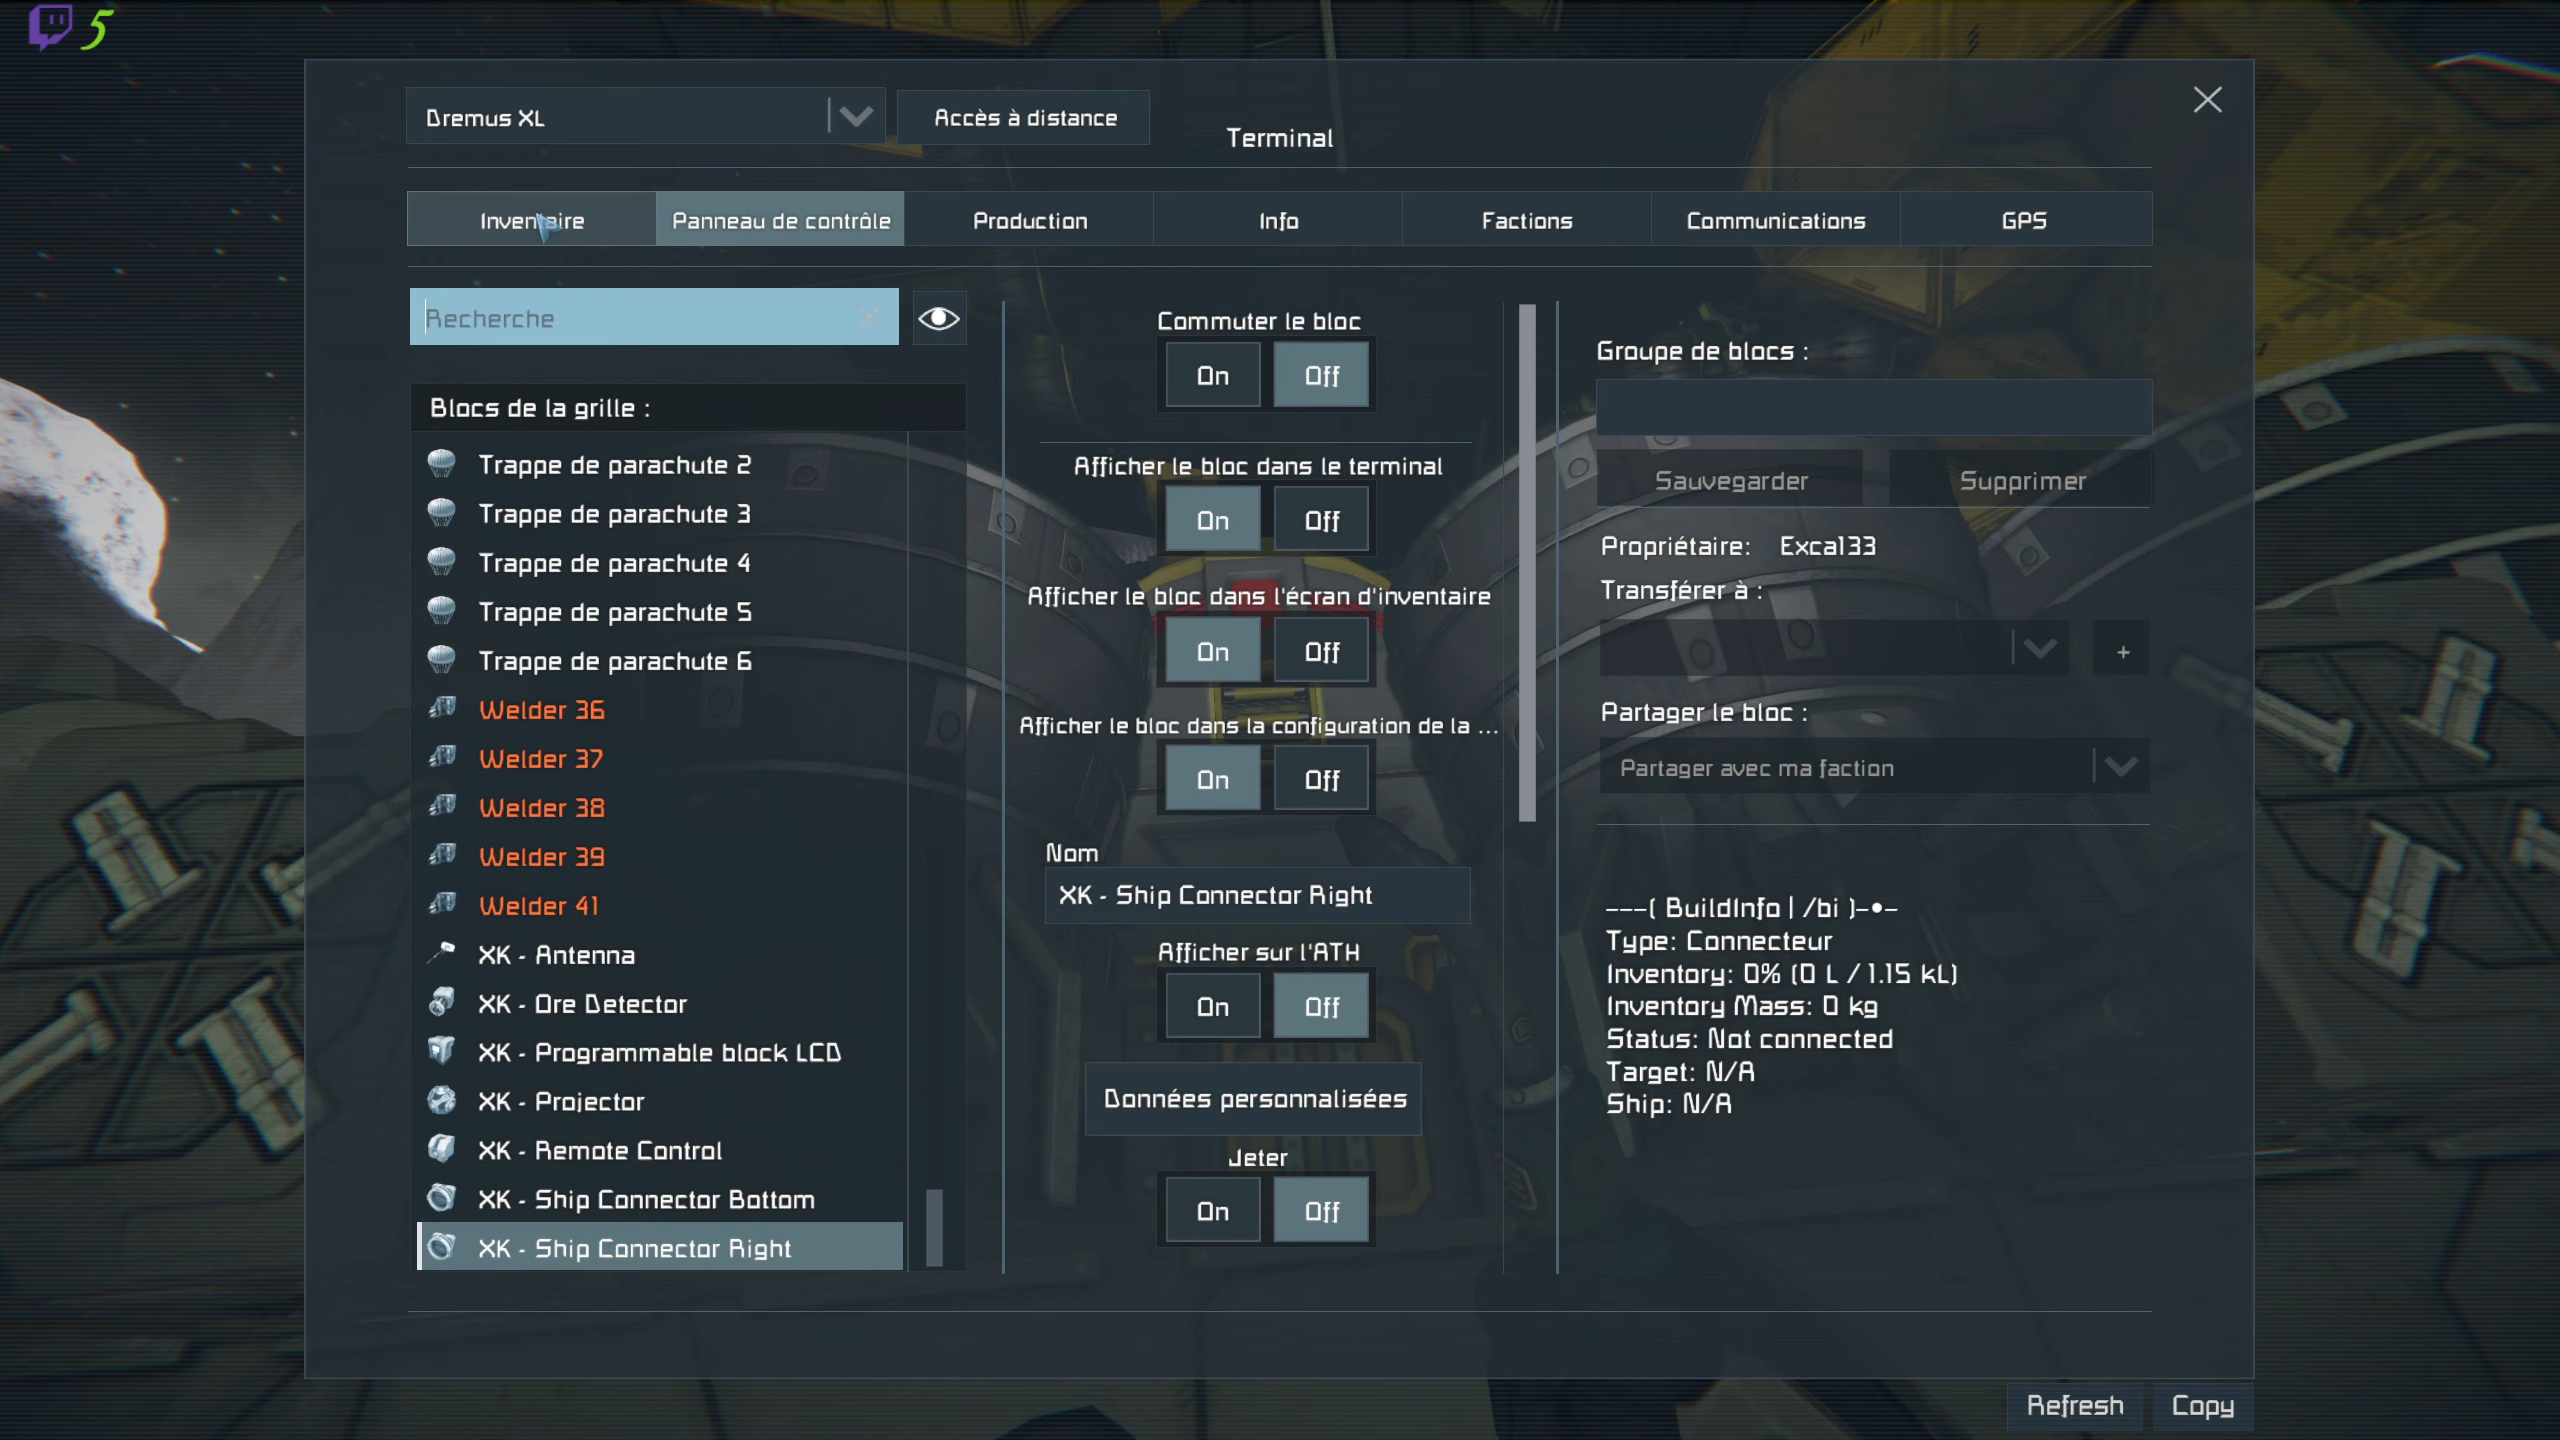 5
Dremus XL
Accès à distance
Terminal
Inventaire
Panneau de contrôle
Production
Info
Factions
Communications
GPS
Recherche
Blocs de la grille :
Trappe de parachute 2
Trappe de parachute 3
Trappe de parachute 4
Trappe de parachute 5
Trappe de parachute 6
Welder 36
Welder 37
Welder 38
Welder 39
Welder 41
XK - Antenna
XK - Ore Detector
XK - Programmable block LCD
XK - Projector
XK - Remote Control
XK - Ship Connector Bottom
XK - Ship Connector Right
Commuter le bloc
On Off
Afficher le bloc dans le terminal
On Off
Afficher le bloc dans l'écran d'inventaire
On Off
Afficher le bloc dans la configuration de la ...
On Off
Nom
XK - Ship Connector Right
Afficher sur l'ATH
On Off
Données personnalisées
Jeter
On Off
Groupe de blocs :
Sauvegarder Supprimer
Propriétaire: Exca133
Transférer à :
+
Partager le bloc :
Partager avec ma faction
---( BuildInfo | /bi )-•-
Type: Connecteur
Inventory: 0% (0 L / 1.15 kL)
Inventory Mass: 0 kg
Status: Not connected
Target: N/A
Ship: N/A
Refresh Copy